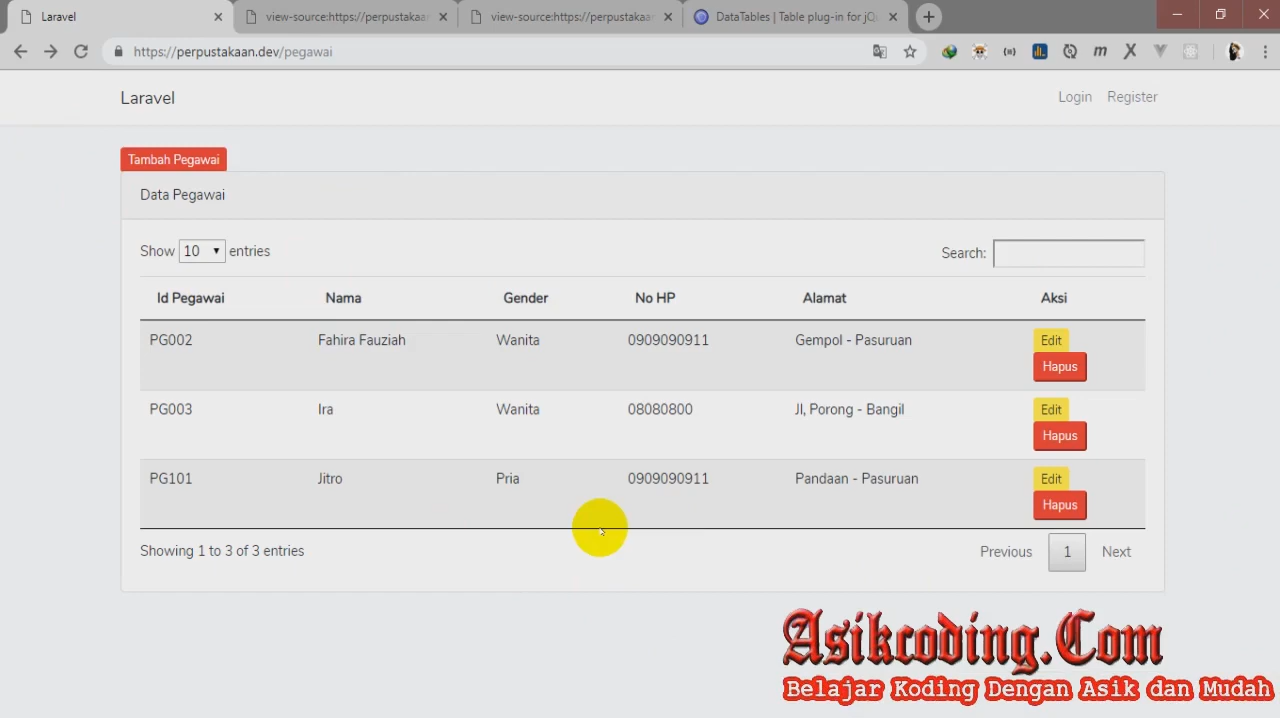 Laravel
view-source:https://perpustakaa
view-source:https://perpustakaa
DataTables | Table plug-in for jQ
https://perpustakaan.dev/pegawai
Laravel
Login Register
Tambah Pegawai
Data Pegawai
Show 10 entries
Search:
Id Pegawai Nama Gender No HP Alamat Aksi
PG002 Fahira Fauziah Wanita 0909090911 Gempol - Pasuruan Edit
Hapus
PG003 Ira Wanita 08080800 Jl, Porong - Bangil Edit
Hapus
PG101 Jitro Pria 0909090911 Pandaan - Pasuruan Edit
Hapus
Showing 1 to 3 of 3 entries
Previous 1 Next
Asikcoding.Com
Belajar Koding Dengan Asik dan Mudah